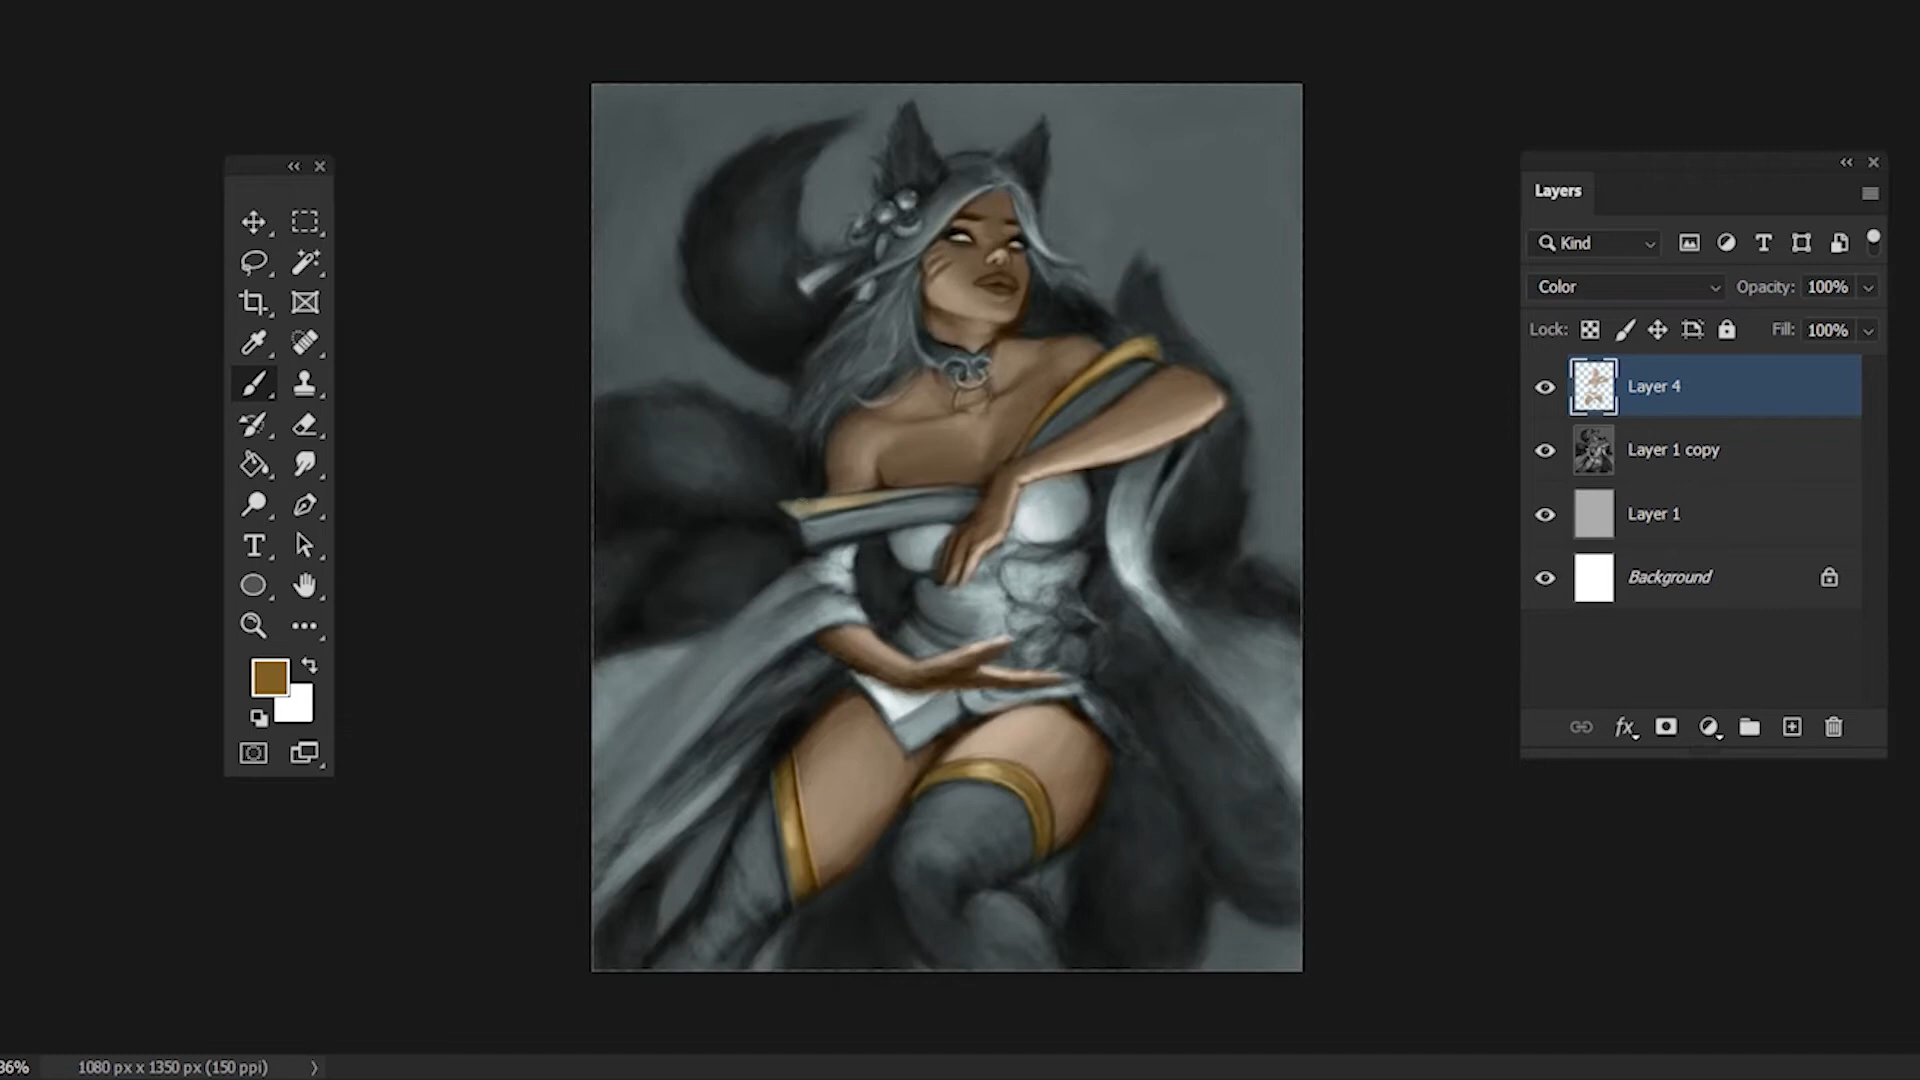 Layers
Kind
Color
Opacity: 100%
Lock:
Fill: 100%
Layer 4
Layer 1 copy
Layer 1
Background
fx
36%
1080 px x 1350 px (150 ppi)